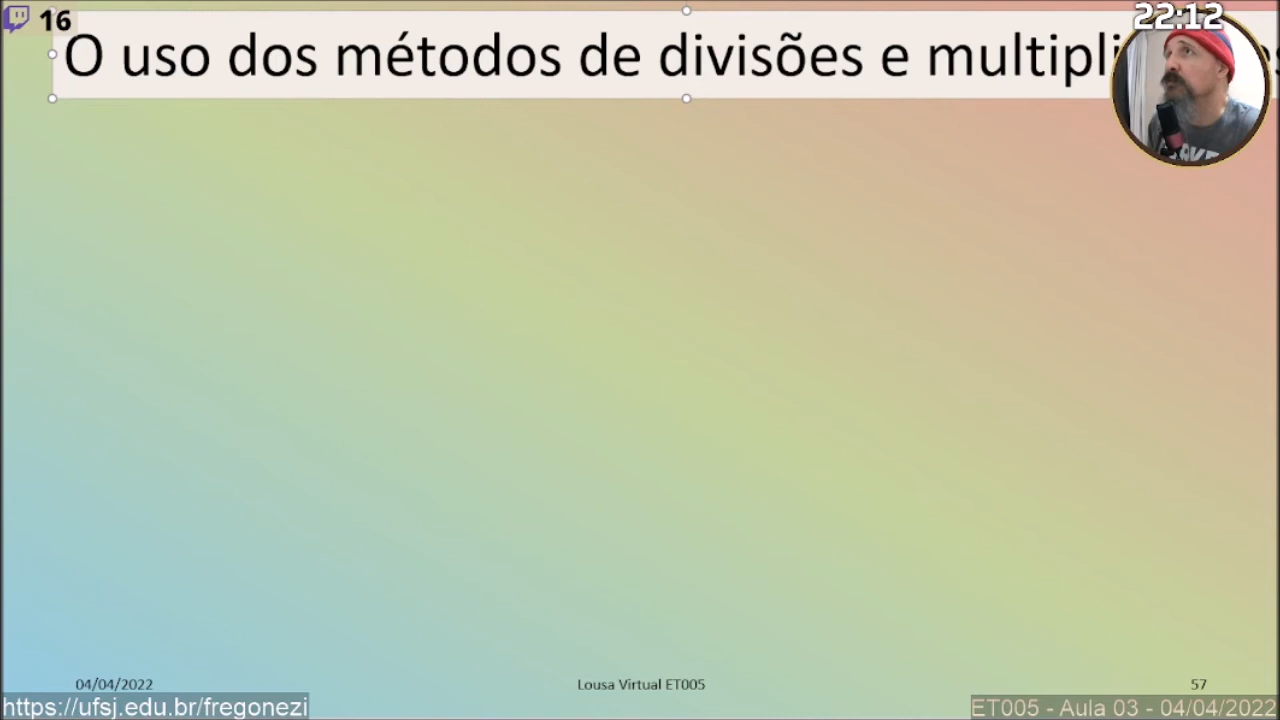 16
22:12
O uso dos métodos de divisões e
04/04/2022
Lousa Virtual ET005
57
https://ufsj.edu.br/fregonezi
ET005 - Aula 03 - 04/04/2022